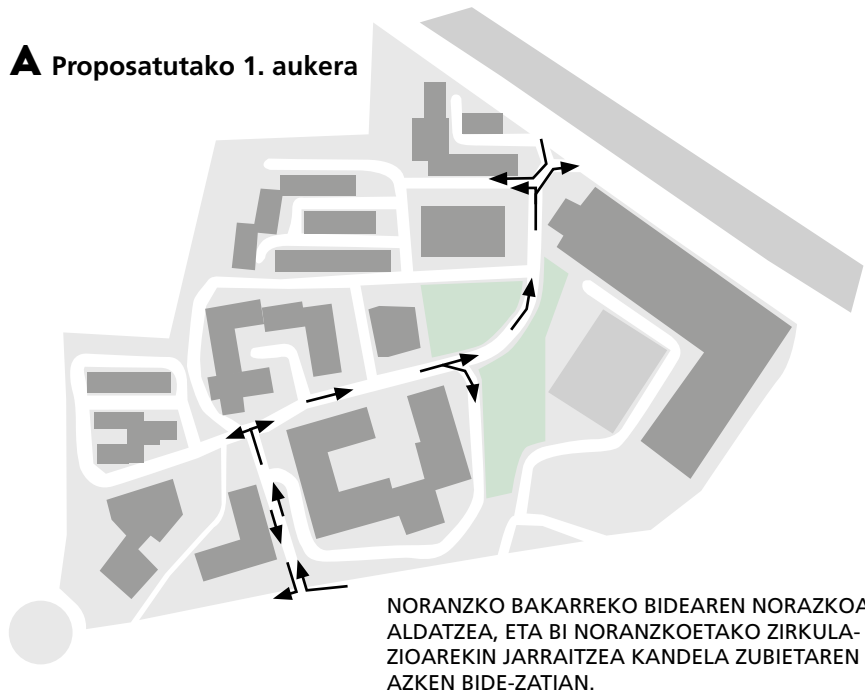 A Proposatutako 1. aukera
NORANZKO BAKARREKO BIDEAREN NORAZKOA
ALDATZEA, ETA BI NORANZKOETAKO ZIRKULA-
ZIOAREKIN JARRAITZEA KANDELA ZUBIETAREN
AZKEN BIDE-ZATIAN.